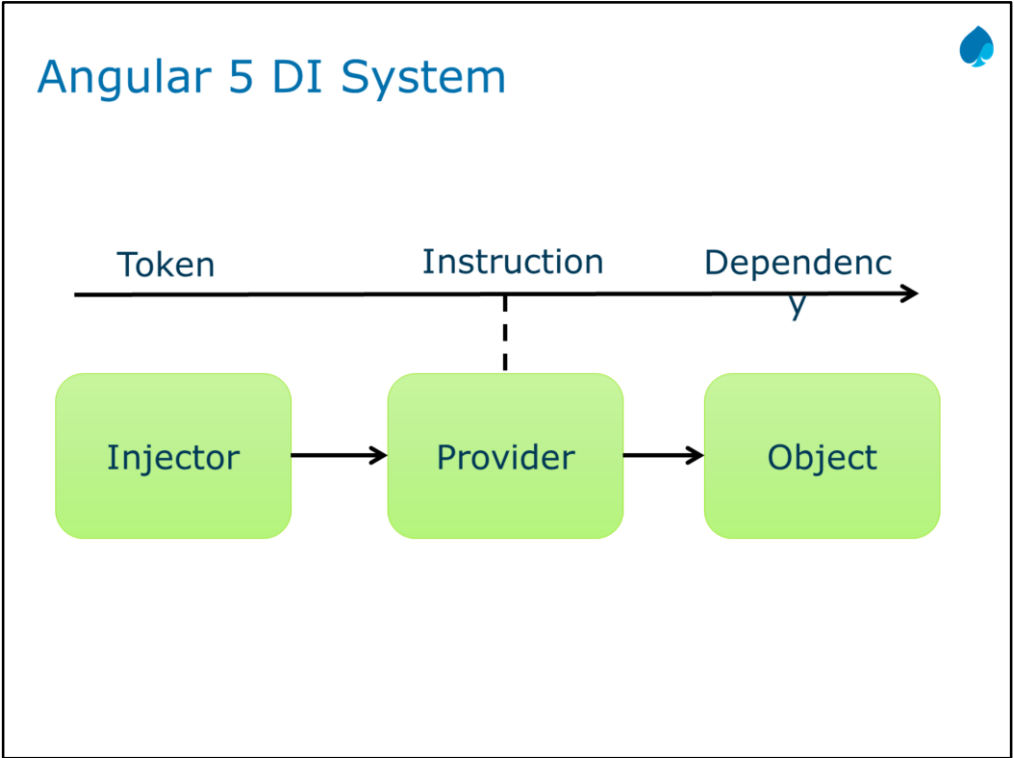 Angular 5 DI System
Token
Instruction
Dependenc
y
Injector
Provider
Object